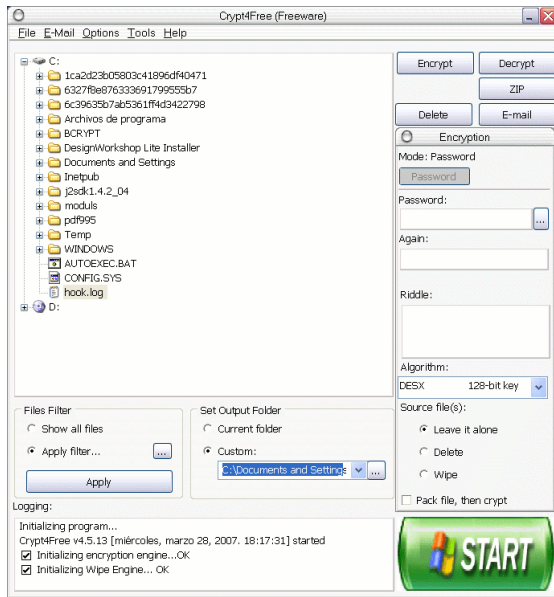 Crypt4Free (Freeware)
File E-Mail Options Tools Help
C:
1ca2d23b05803c41896df40471
6327f8e876333691799555b7
6c39635b7ab5361ff4d3422798
Archivos de programa
BCRYPT
DesignWorkshop Lite Installer
Documents and Settings
Inetpub
j2sdk1.4.2_04
moduls
pdf995
Temp
WINDOWS
AUTOEXEC.BAT
CONFIG.SYS
hook.log
D:
Encrypt Decrypt
ZIP
Delete E-mail
Encryption
Mode: Password
Password
Password:
...
Again:
Riddle:
Algorithm:
DESX 128-bit key
Source file(s):
Leave it alone
Delete
Wipe
Pack file, then crypt
Files Filter
Show all files
Apply filter... ...
Apply
Set Output Folder
Current folder
Custom:
C:\Documents and Settings ...
Logging:
Initializing program...
Crypt4Free v4.5.13 [miércoles, marzo 28, 2007. 18:17:31] started
Initializing encryption engine...OK
Initializing Wipe Engine... OK
START